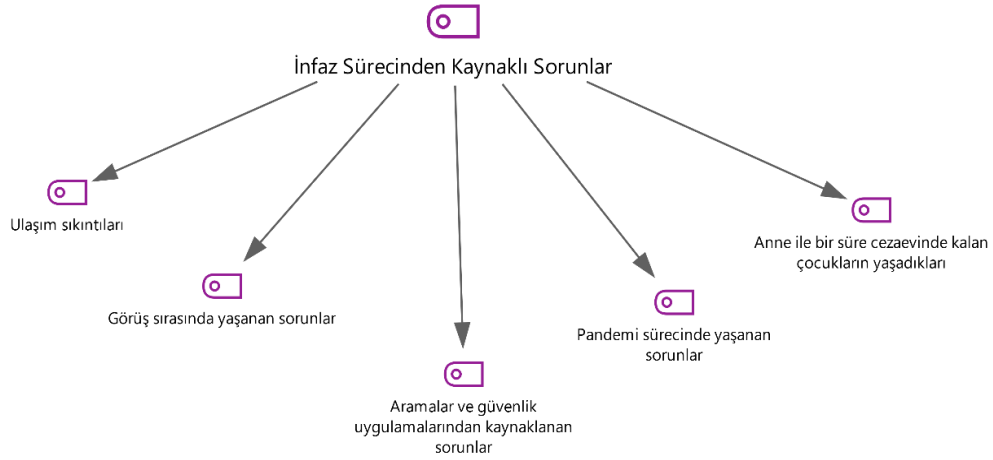 İnfaz Sürecinden Kaynaklı Sorunlar
Ulaşım sıkıntıları
Anne ile bir süre cezaevinde kalan
çocukların yaşadıkları
Görüş sırasında yaşanan sorunlar
Pandemi sürecinde yaşanan
sorunlar
Aramalar ve güvenlik
uygulamalarından kaynaklanan
sorunlar